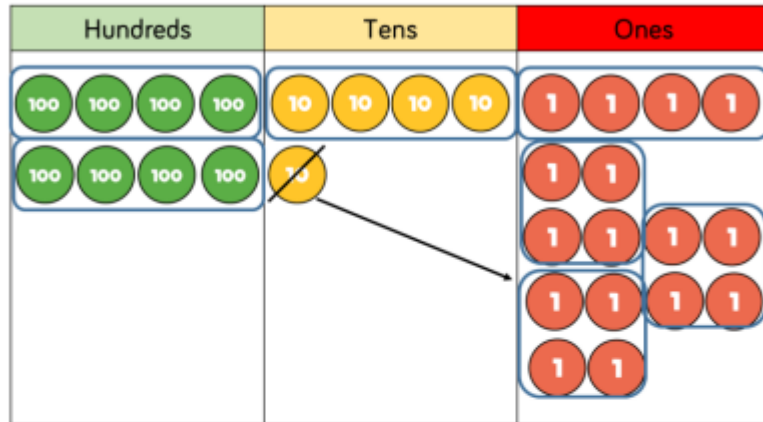 Hundreds Tens Ones
100 100 100 100 10 10 10 10 1 1 1 1
100 100 100 100 10 1 1
1 1 1 1
1 1 1 1
1 1